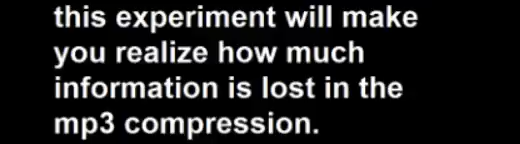 this experiment will make
you realize how much
information is lost in the
mp3 compression.